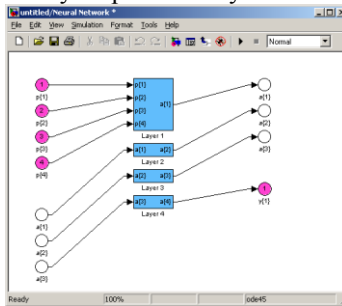 untitled/Neural Network *
File Edit View Simulation Format Tools Help
Normal
1
p{1}
2
p{2}
3
p{3}
4
p{4}
p{1}
p{2}
p{3}
p{4}
a{1}
Layer 1
a{1} a{2}
Layer 2
a{2} a{3}
Layer 3
a{3} a{4}
Layer 4
a{1}
a{2}
a{3}
a{1}
a{2}
a{3}
1
y{1}
Ready 100% ode45